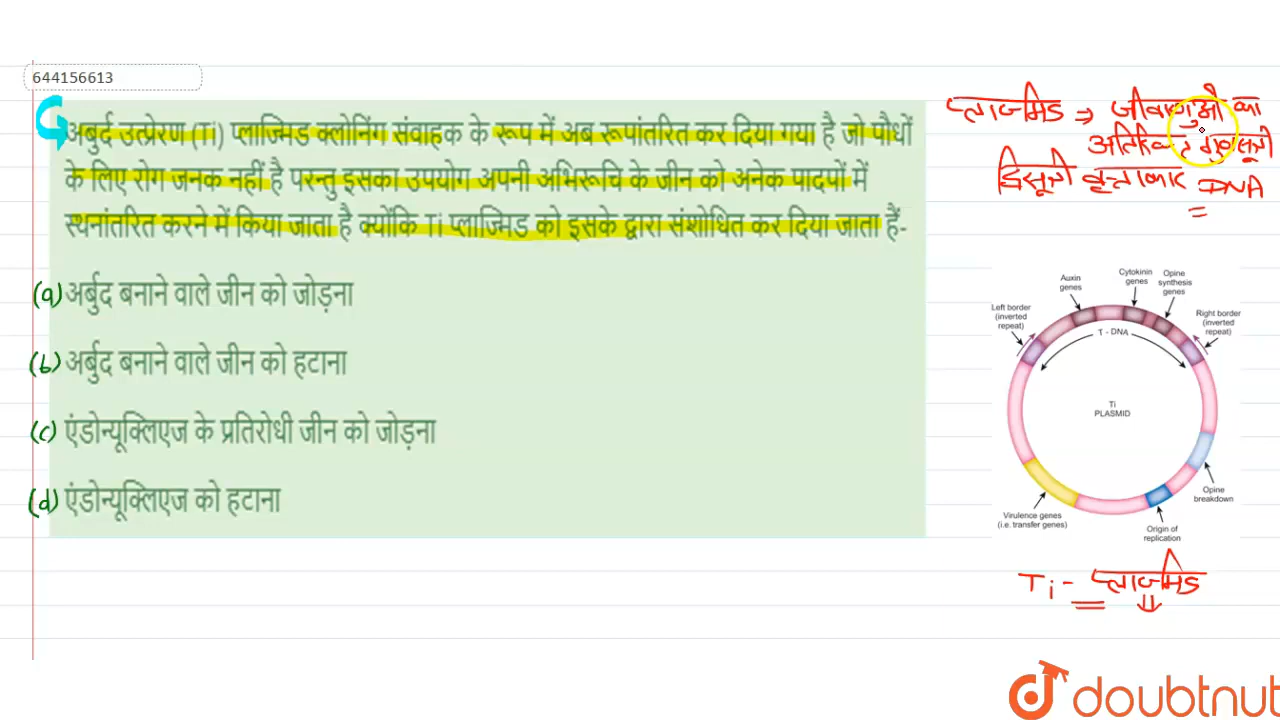 644156613
अबुर्द उत्प्रेरण (Ti) प्लाज्मिड क्लोनिंग संवाहक के रूप में अब रूपांतरित कर दिया गया है जो पौधों
के लिए रोग जनक नहीं है परन्तु इसका उपयोग अपनी अभिरूचि के जीन को अनेक पादपों में
स्थनांतरित करने में किया जाता है क्योंकि Ti प्लाज्मिड को इसके द्वारा संशोधित कर दिया जाता हैं-
(a) अर्बुद बनाने वाले जीन को जोड़ना
(b) अर्बुद बनाने वाले जीन को हटाना
(c) एंडोन्यूक्लिएज के प्रतिरोधी जीन को जोड़ना
(d) एंडोन्यूक्लिएज को हटाना
प्लाज्मिड ⇒ जीवाणुओ का
अतिरिक्त
द्विसूत्री वृत्ताकार DNA
Auxin
genes
Cytokinin
genes
Opine
synthesis
genes
Left border
(inverted
repeat)
Right border
(inverted
repeat)
T - DNA
Ti
PLASMID
Opine
breakdown
Virulence genes
(i.e. transfer genes)
Origin of
replication
Ti - प्लाज्मिड
doubtnut